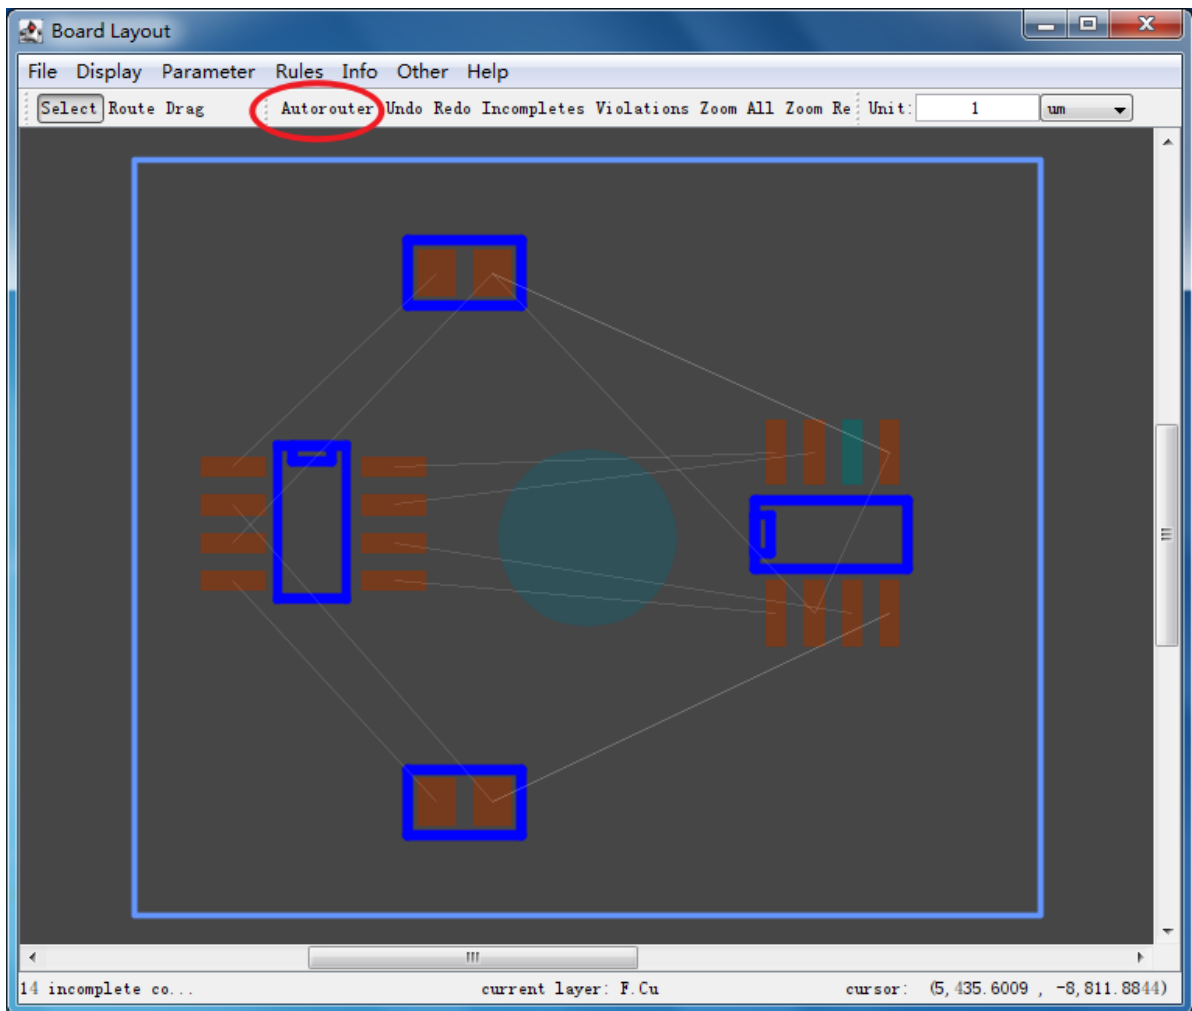 Board Layout
File Display Parameter Rules Info Other Help
Select Route Drag Autorouter Undo Redo Incompletes Violations Zoom All Zoom Re Unit: 1 um
14 incomplete co... current layer: F.Cu cursor: (5,435.6009 , -8,811.8844)